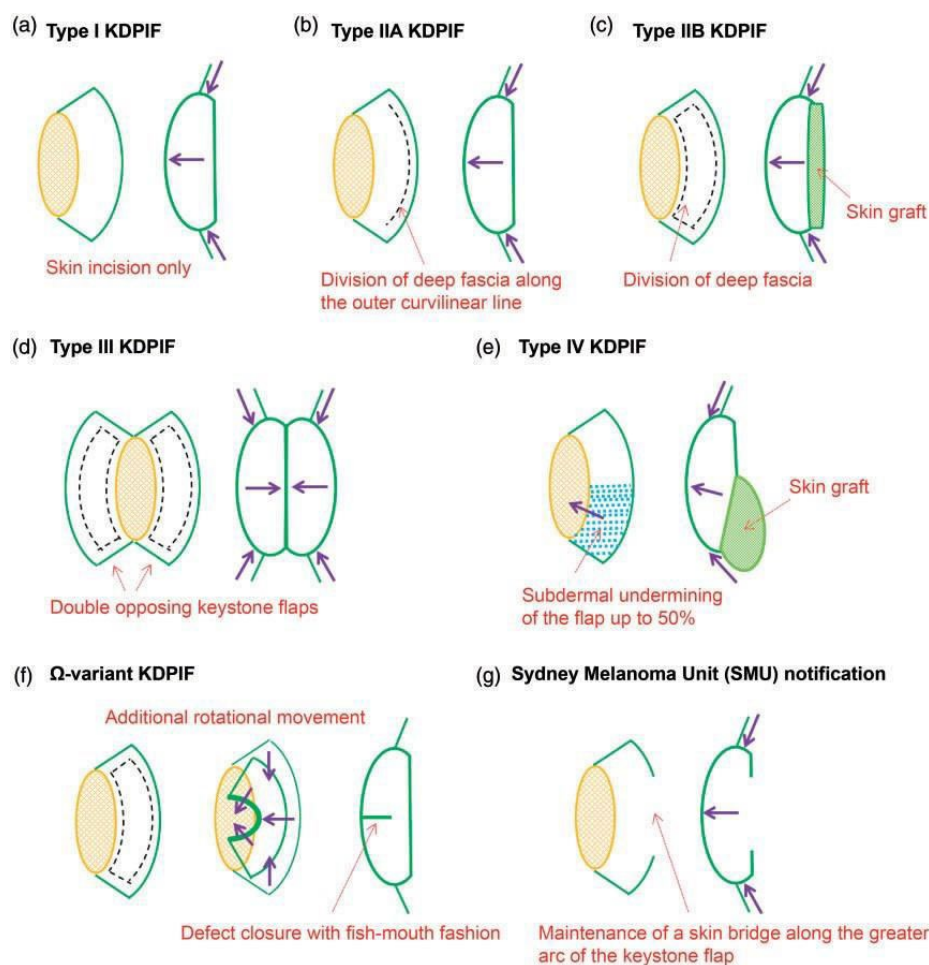 (a) Type I KDPIF
(b) Type IIA KDPIF
(c) Type IIB KDPIF
Skin graft
Skin incision only
Division of deep fascia along
the outer curvilinear line
Division of deep fascia
(d) Type III KDPIF
(e) Type IV KDPIF
Skin graft
Double opposing keystone flaps
Subdermal undermining
of the flap up to 50%
(f) Ω-variant KDPIF
(g) Sydney Melanoma Unit (SMU) notification
Additional rotational movement
Defect closure with fish-mouth fashion
Maintenance of a skin bridge along the greater
arc of the keystone flap